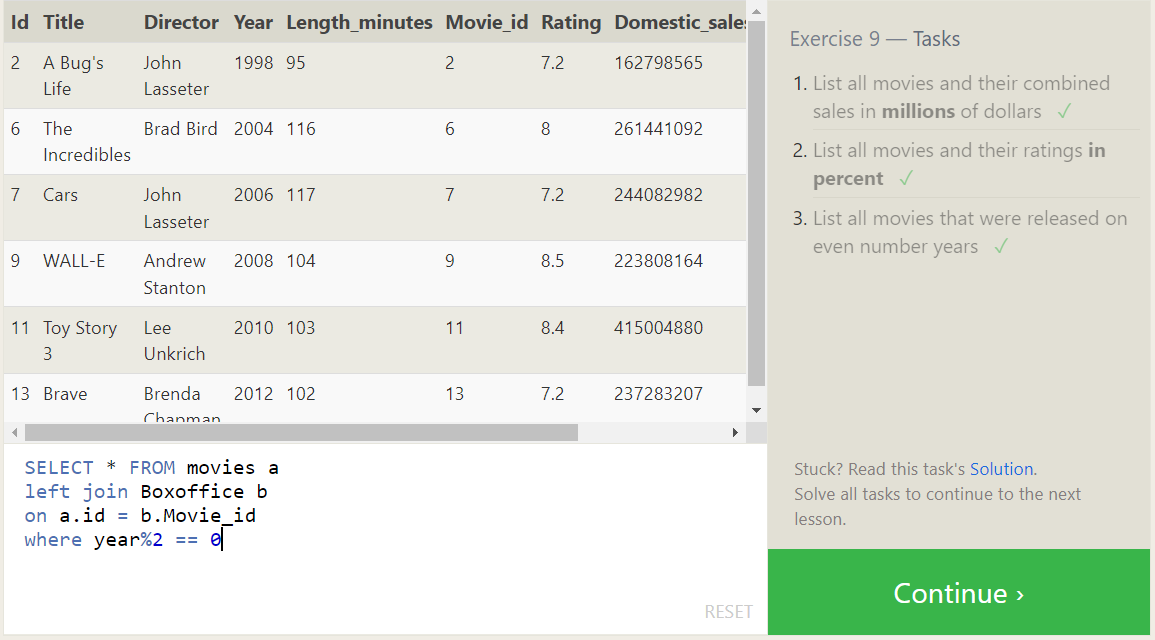 Id Title Director Year Length_minutes Movie_id Rating Domestic_sales
2 A Bug's John 1998 95 2 7.2 162798565
Life Lasseter
6 The Brad Bird 2004 116 6 8 261441092
Incredibles
7 Cars John 2006 117 7 7.2 244082982
Lasseter
9 WALL-E Andrew 2008 104 9 8.5 223808164
Stanton
11 Toy Story Lee 2010 103 11 8.4 415004880
3 Unkrich
13 Brave Brenda 2012 102 13 7.2 237283207
Chapman
SELECT * FROM movies a
left join Boxoffice b
on a.id = b.Movie_id
where year%2 == 0
RESET
Exercise 9 — Tasks
1. List all movies and their combined
sales in millions of dollars ✓
2. List all movies and their ratings in
percent ✓
3. List all movies that were released on
even number years ✓
Stuck? Read this task's Solution.
Solve all tasks to continue to the next
lesson.
Continue ›